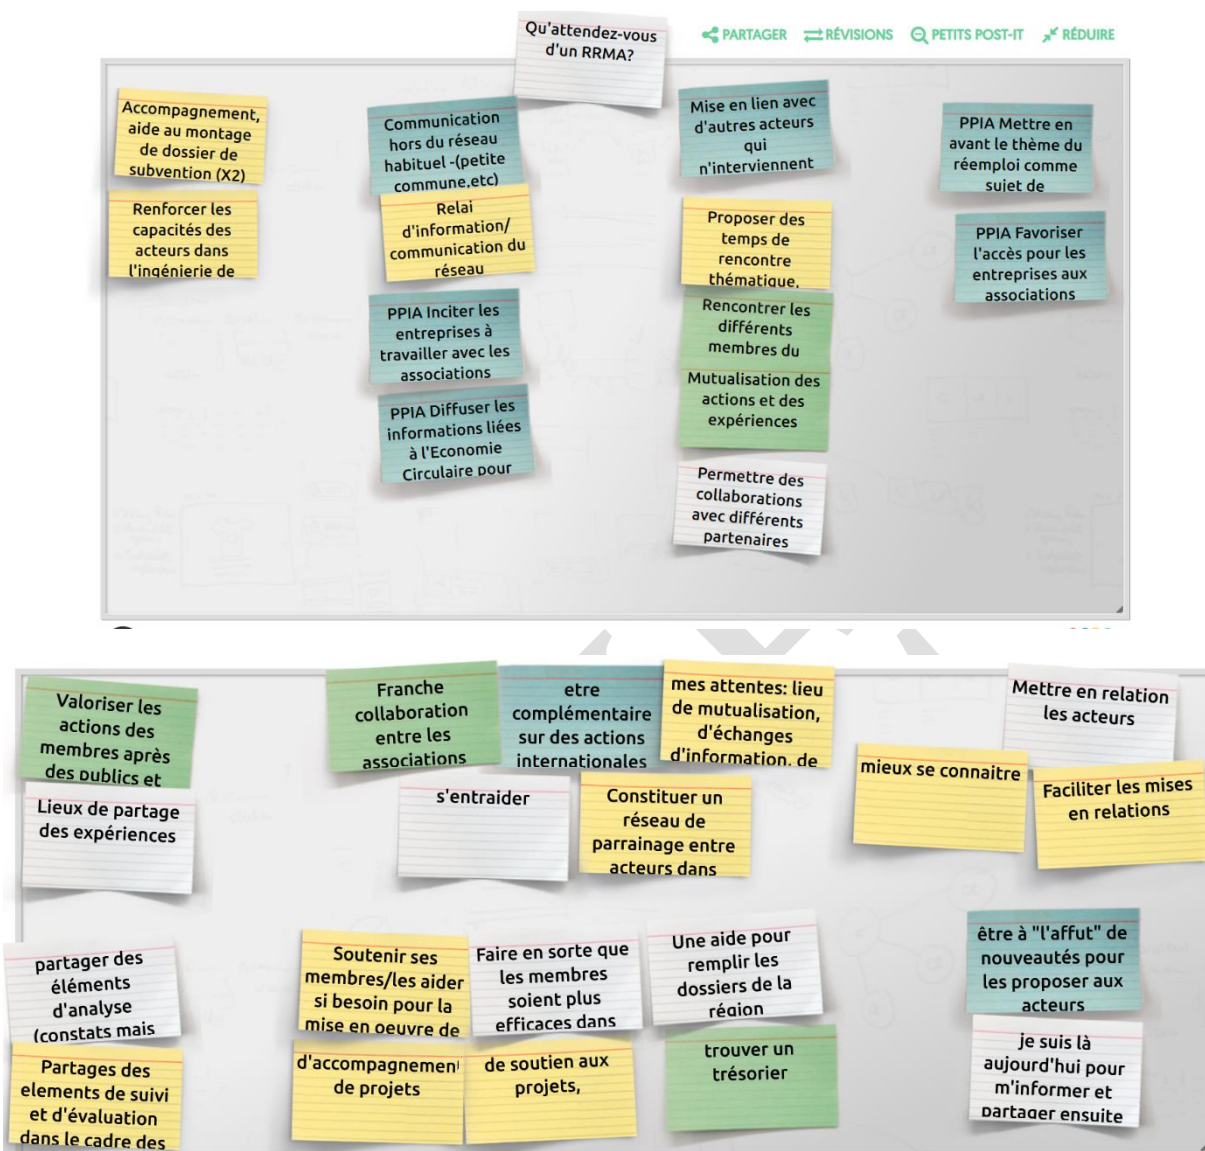 Qu'attendez-vous
d'un RRMA?
PARTAGER
RÉVISIONS
PETITS POST-IT
RÉDUIRE
Accompagnement,
aide au montage
de dossier de
subvention (X2)
Renforcer les
capacités des
acteurs dans
l'ingénierie de
Communication
hors du réseau
habituel -(petite
commune,etc)
Relai
d'information/
communication du
réseau
PPIA Inciter les
entreprises à
travailler avec les
associations
PPIA Diffuser les
informations liées
à l'Economie
Circulaire pour
Mise en lien avec
d'autres acteurs
qui
n'interviennent
Proposer des
temps de
rencontre
thématique,
Rencontrer les
différents
membres du
Mutualisation des
actions et des
expériences
Permettre des
collaborations
avec différents
partenaires
PPIA Mettre en
avant le thème du
réemploi comme
sujet de
PPIA Favoriser
l'accès pour les
entreprises aux
associations
Valoriser les
actions des
membres après
des publics et
Lieux de partage
des expériences
Franche
collaboration
entre les
associations
etre
complémentaire
sur des actions
internationales
mes attentes: lieu
de mutualisation,
d'échanges
d'information, de
s'entraider
Constituer un
réseau de
parrainage entre
acteurs dans
Mettre en relation
les acteurs
mieux se connaitre
Faciliter les mises
en relations
partager des
éléments
d'analyse
(constats mais
Partages des
elements de suivi
et d'évaluation
dans le cadre des
Soutenir ses
membres/les aider
si besoin pour la
mise en oeuvre de
Faire en sorte que
les membres
soient plus
efficaces dans
Une aide pour
remplir les
dossiers de la
région
d'accompagnement
de projets
de soutien aux
projets,
trouver un
trésorier
être à "l'affut" de
nouveautés pour
les proposer aux
acteurs
je suis là
aujourd'hui pour
m'informer et
partager ensuite